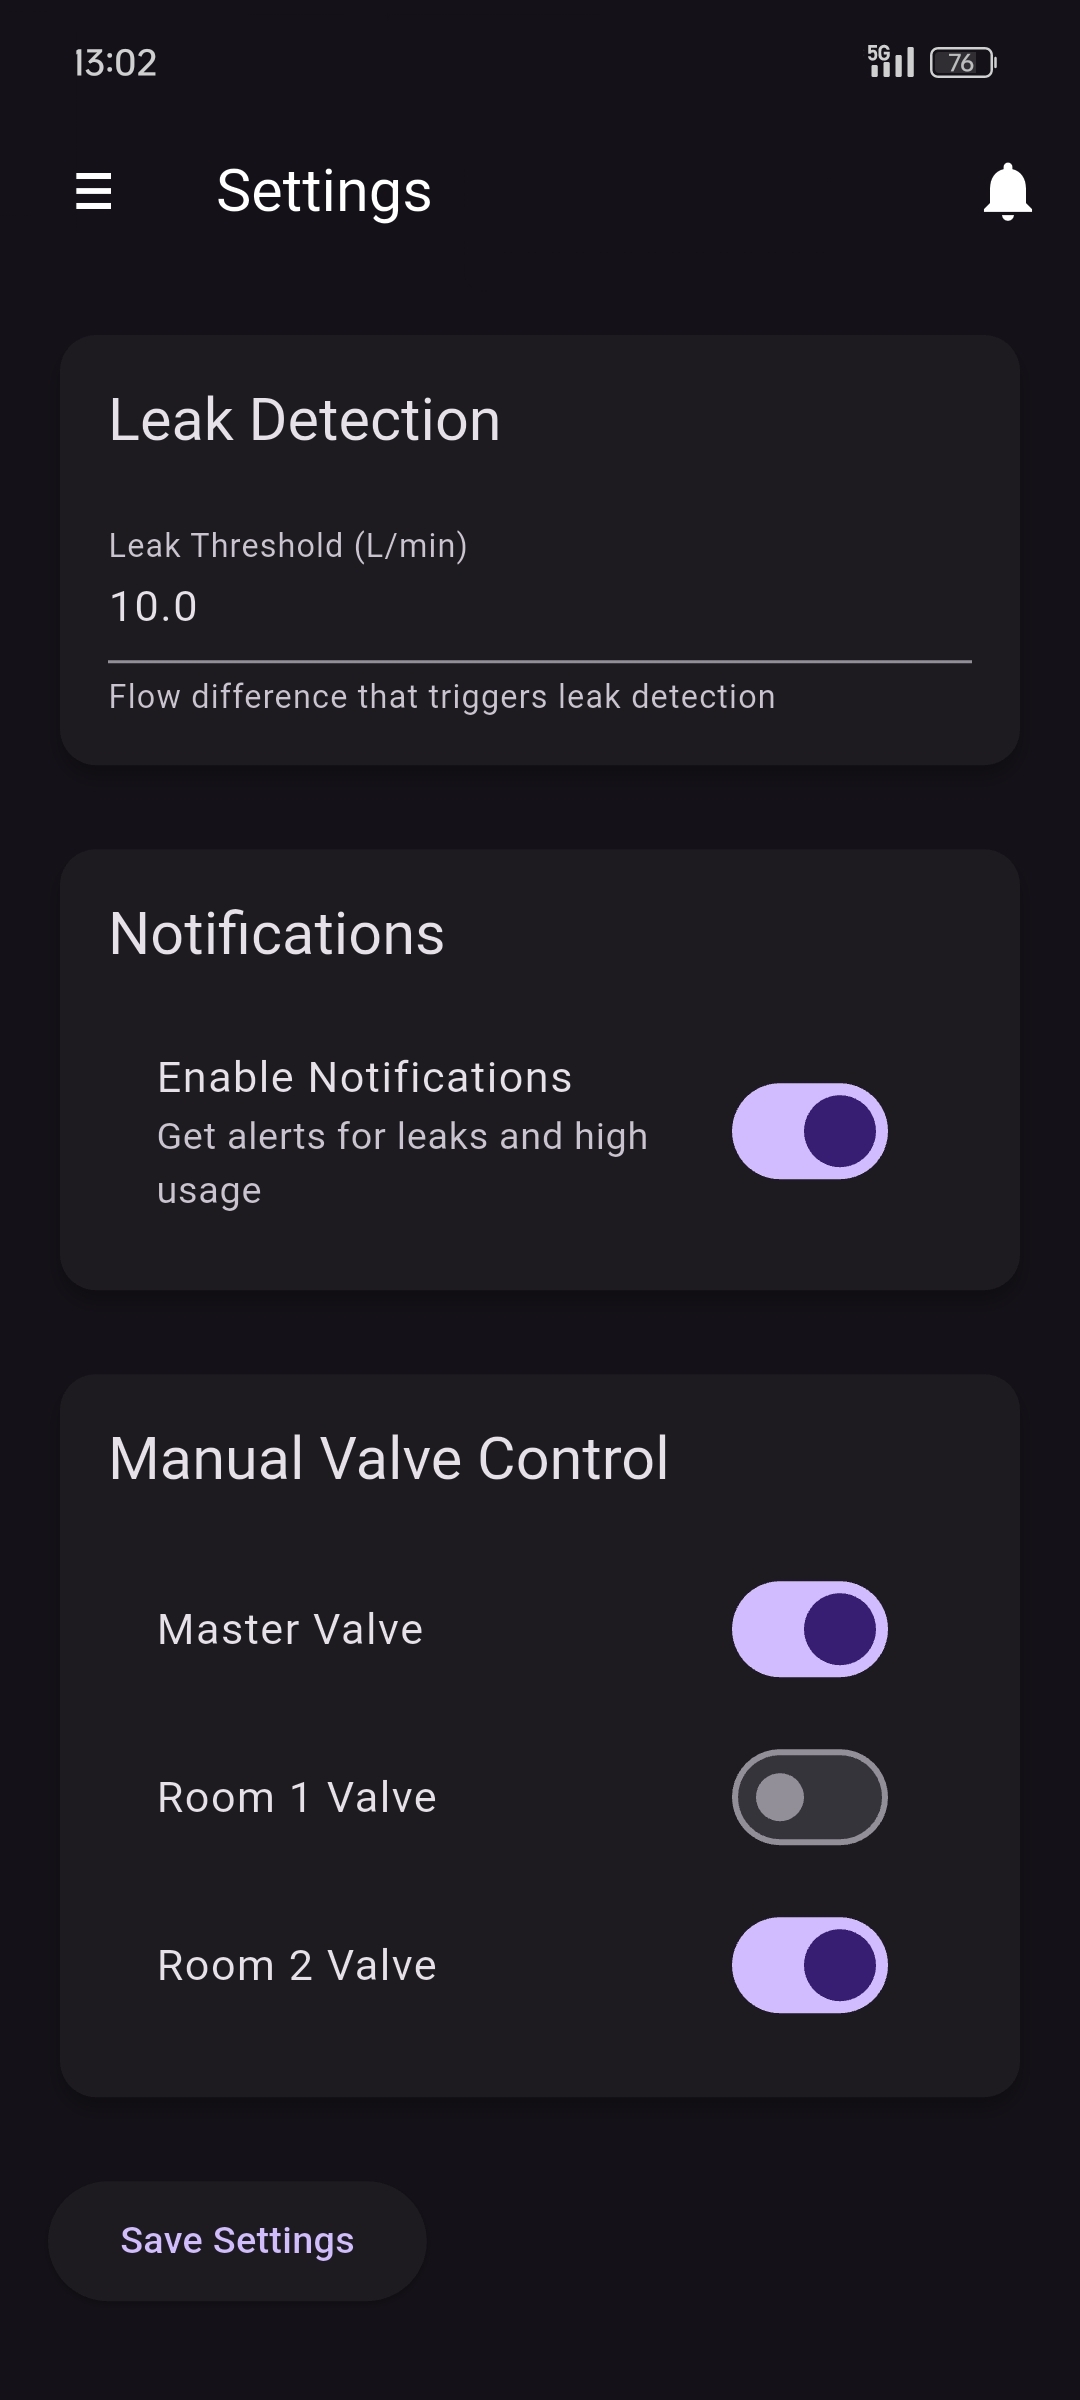 13:02
5G
76
Settings
Leak Detection
Leak Threshold (L/min)
10.0
Flow difference that triggers leak detection
Notifications
Enable Notifications
Get alerts for leaks and high
usage
Manual Valve Control
Master Valve
Room 1 Valve
Room 2 Valve
Save Settings